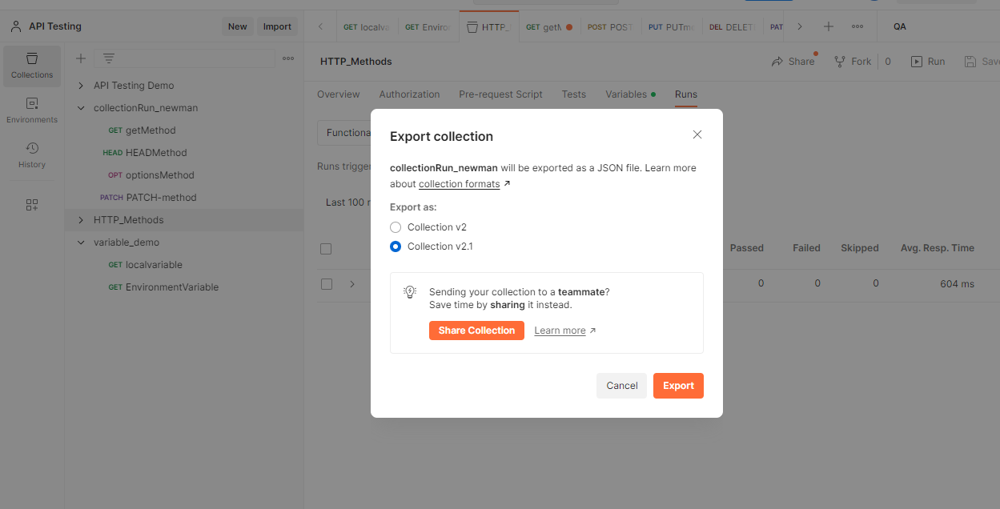 API Testing
New
Import
GET localva
GET Enviror
HTTP_
GET getM
POST POST
PUT PUTm
DEL DELET
PAT
QA
Collections
Environments
History
API Testing Demo
collectionRun_newman
GET getMethod
HEAD HEADMethod
OPT optionsMethod
PATCH PATCH-method
HTTP_Methods
variable_demo
GET localvariable
GET EnvironmentVariable
HTTP_Methods
Share
Fork
0
Run
Save
Overview
Authorization
Pre-request Script
Tests
Variables
Runs
Functiona
Runs trigger
Last 100 r
Passed
Failed
Skipped
Avg. Resp. Time
0
0
0
604 ms
Export collection
collectionRun_newman will be exported as a JSON file. Learn more
about collection formats ↗
Export as:
Collection v2
Collection v2.1
Sending your collection to a teammate?
Save time by sharing it instead.
Share Collection
Learn more ↗
Cancel
Export